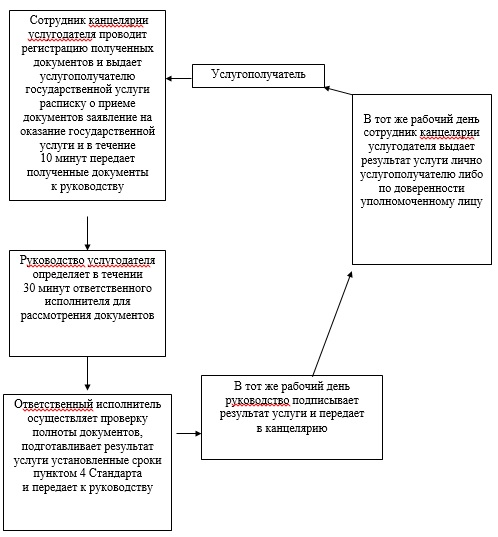 Услугополучатель
Сотрудник канцелярии
услугодателя проводит
регистрацию полученных
документов и выдает
услугополучателю
государственной услуги
расписку о приеме
документов заявление на
оказание государственной
услуги и в течение
10 минут передает
полученные документы
к руководству
Руководство услугодателя
определяет в течении
30 минут ответственного
исполнителя для
рассмотрения документов
Ответственный исполнитель
осуществляет проверку
полноты документов,
подготавливает результат
услуги установленные сроки
пунктом 4 Стандарта
и передает к руководству
В тот же рабочий день
руководство подписывает
результат услуги и передает
в канцелярию
В тот же рабочий день
сотрудник канцелярии
услугодателя выдает
результат услуги лично
услугополучателю либо
по доверенности
уполномоченному лицу